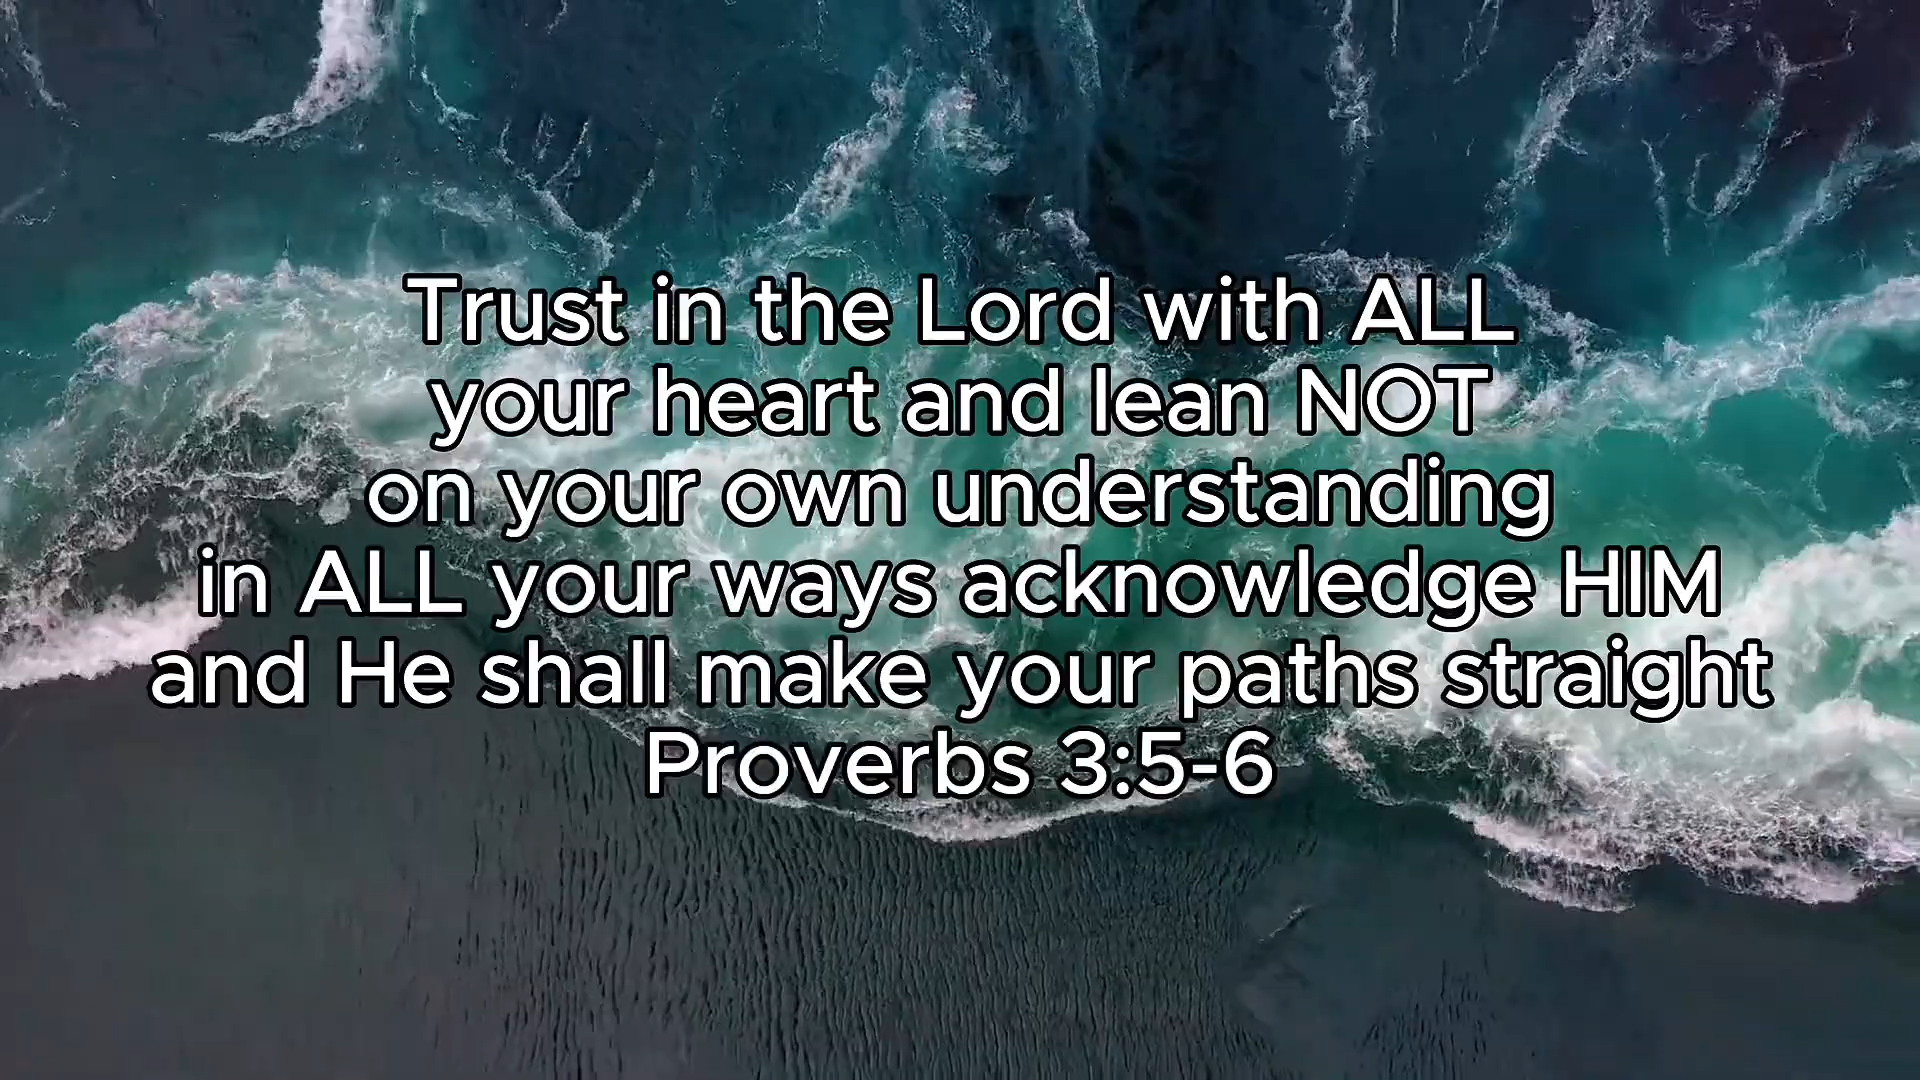 Trust in the Lord with ALL
your heart and lean NOT
on your own understanding
in ALL your ways acknowledge HIM
and He shall make your paths straight
Proverbs 3:5-6